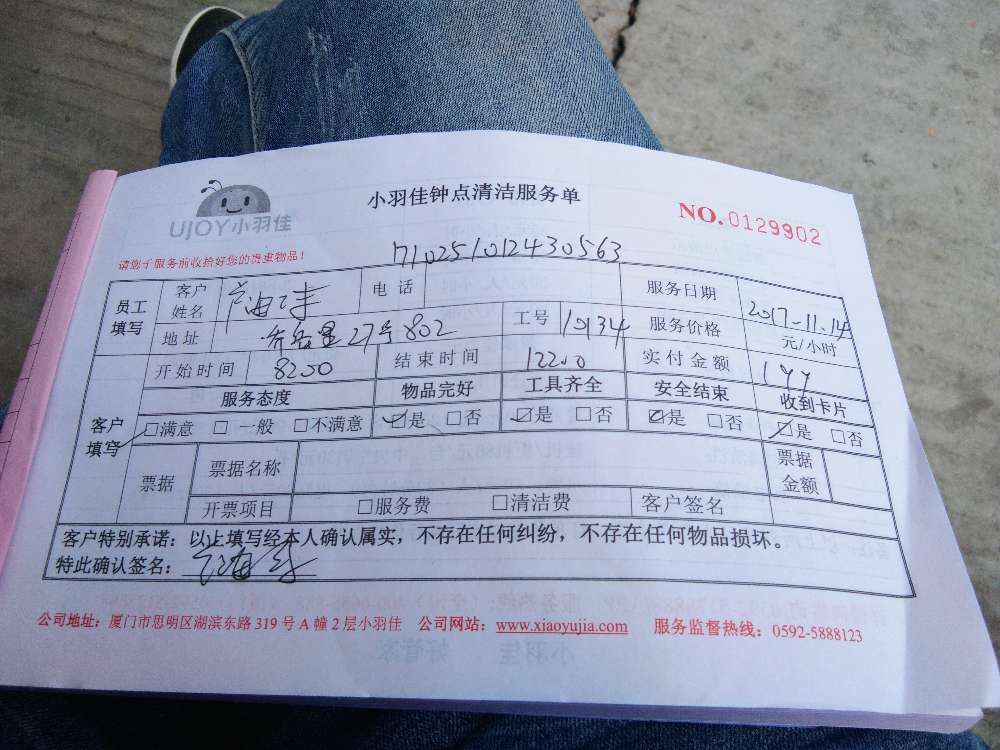 UJOY小羽佳
小羽佳钟点清洁服务单
NO.0129902
请您于服务前收拾好您的贵重物品!
710251012430563
员工填写 客户姓名 电话 服务日期 2017-11-14
地址 27号802 工号 10134 服务价格 元/小时
开始时间 8200 结束时间 12200 实付金额
客户填写 服务态度 物品完好 工具齐全 安全结束 收到卡片
□满意 □一般 □不满意 ☑是 □否 ☑是 □否 ☑是 □否 ☑是 □否
票据 票据名称 票据金额
开票项目 □服务费 □清洁费 客户签名
客户特别承诺:以上填写经本人确认属实,不存在任何纠纷,不存在任何物品损坏。
特此确认签名:
公司地址:厦门市思明区湖滨东路319号A幢2层小羽佳 公司网站:www.xiaoyujia.com 服务监督热线:0592-5888123